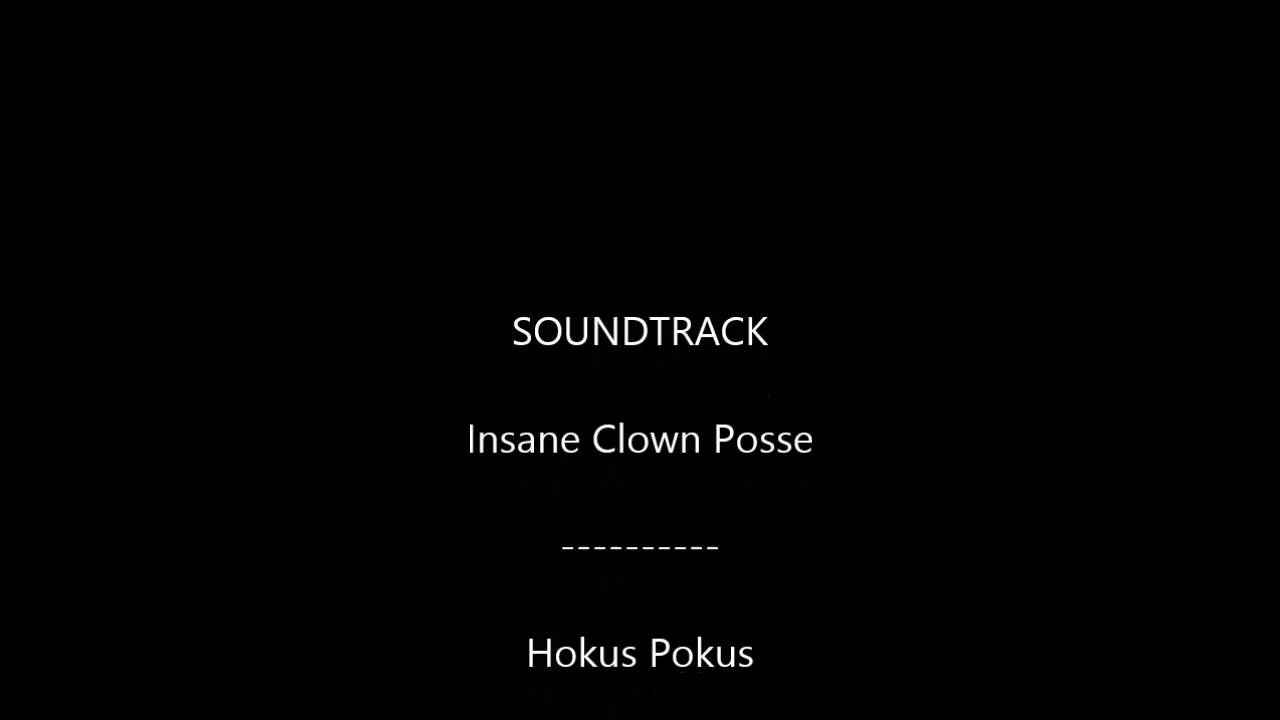 SOUNDTRACK
Insane Clown Posse
----------
Hokus Pokus